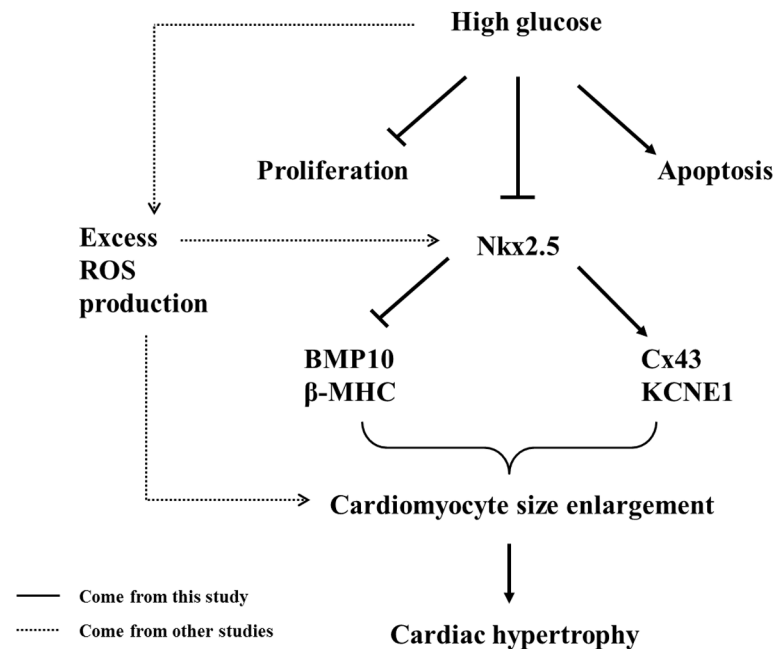 High glucose
Proliferation
Apoptosis
Excess
ROS
production
Nkx2.5
BMP10
β-MHC
Cx43
KCNE1
Cardiomyocyte size enlargement
Come from this study
Come from other studies
Cardiac hypertrophy